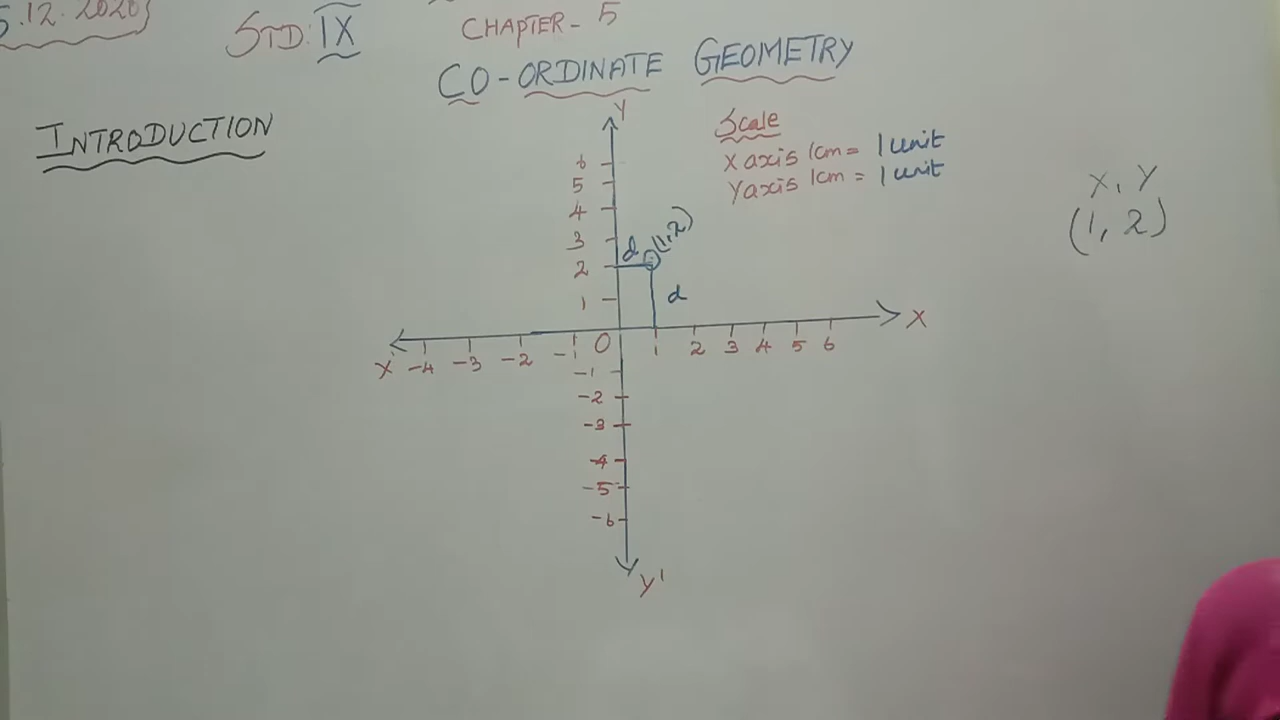 5.12.2020
STD: IX
CHAPTER - 5
CO-ORDINATE GEOMETRY
INTRODUCTION
Scale
X axis 1cm = 1 unit
Y axis 1cm = 1 unit
X, Y
(1, 2)
Y
6
5
4
3
2
1
d (1,2)
d
X' -4 -3 -2 -1 0 1 2 3 4 5 6 X
-1
-2
-3
-4
-5
-6
Y'